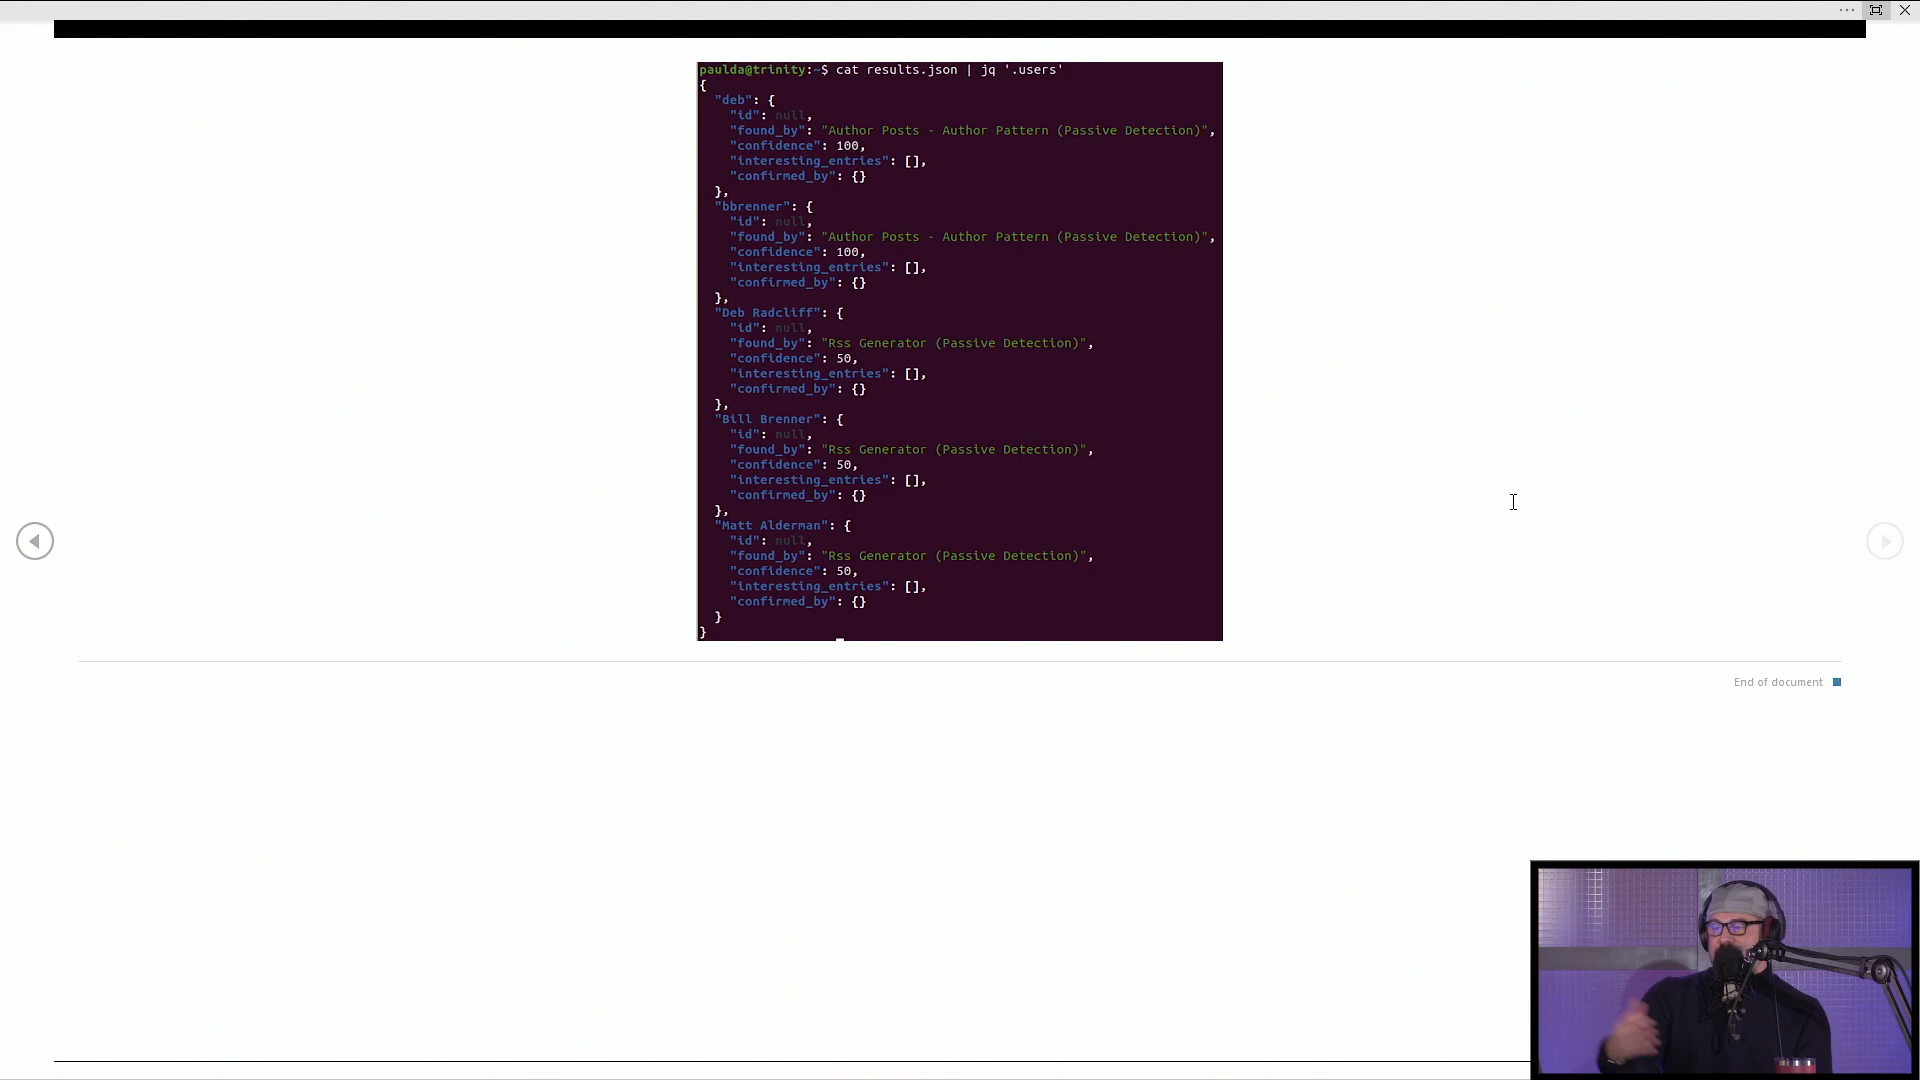 paulda@trinity:~$ cat results.json | jq '.users'
{
"deb": {
"id": null,
"found_by": "Author Posts - Author Pattern (Passive Detection)",
"confidence": 100,
"interesting_entries": [],
"confirmed_by": {}
},
"bbrenner": {
"id": null,
"found_by": "Author Posts - Author Pattern (Passive Detection)",
"confidence": 100,
"interesting_entries": [],
"confirmed_by": {}
},
"Deb Radcliff": {
"id": null,
"found_by": "Rss Generator (Passive Detection)",
"confidence": 50,
"interesting_entries": [],
"confirmed_by": {}
},
"Bill Brenner": {
"id": null,
"found_by": "Rss Generator (Passive Detection)",
"confidence": 50,
"interesting_entries": [],
"confirmed_by": {}
},
"Matt Alderman": {
"id": null,
"found_by": "Rss Generator (Passive Detection)",
"confidence": 50,
"interesting_entries": [],
"confirmed_by": {}
}
}
End of document